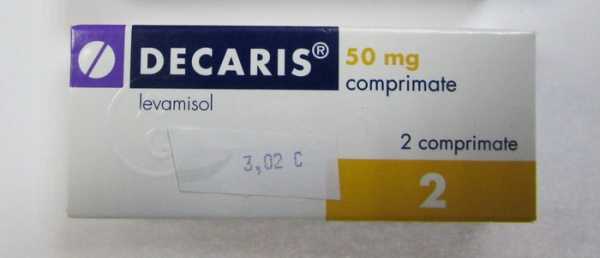 DECARIS® 50 mg
comprimate
levamisol
2 comprimate
3,02 C
2